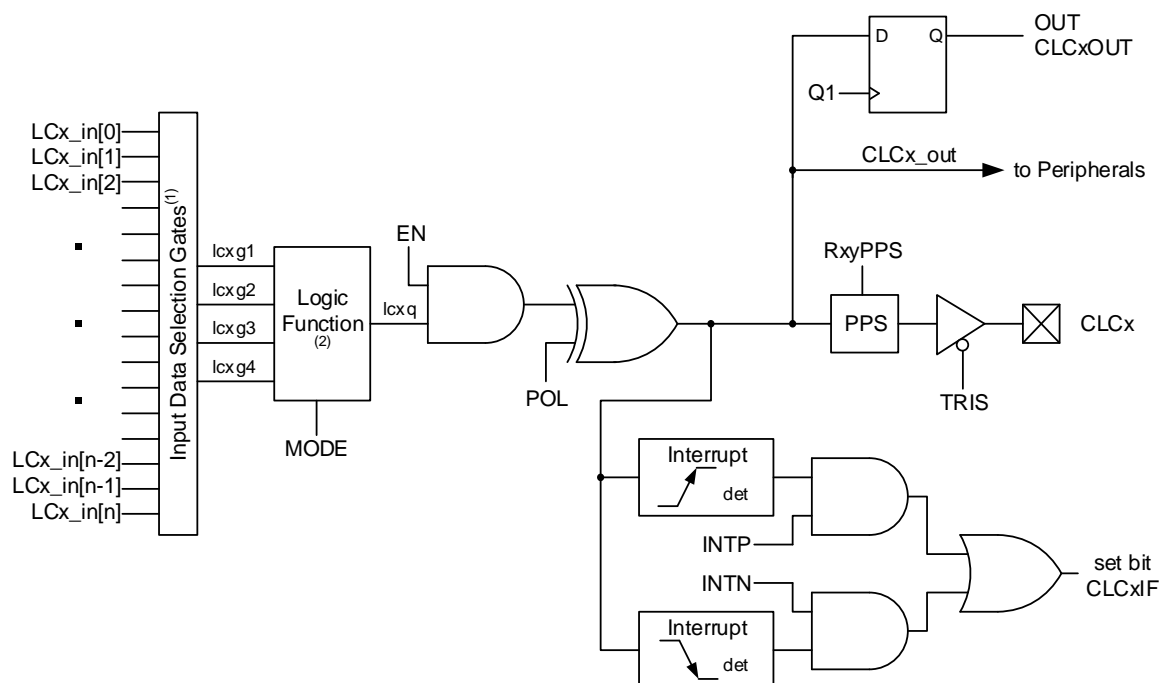 OUT
CLCxOUT
D
Q
Q1
LCx_in[0]
LCx_in[1]
LCx_in[2]
Input Data Selection Gates(1)
CLCx_out
to Peripherals
lcxg1
lcxg2
lcxg3
lcxg4
Logic
Function
(2)
MODE
EN
lcxq
POL
RxyPPS
PPS
CLCx
TRIS
LCx_in[n-2]
LCx_in[n-1]
LCx_in[n]
Interrupt
det
INTP
INTN
set bit
CLCxIF
Interrupt
det